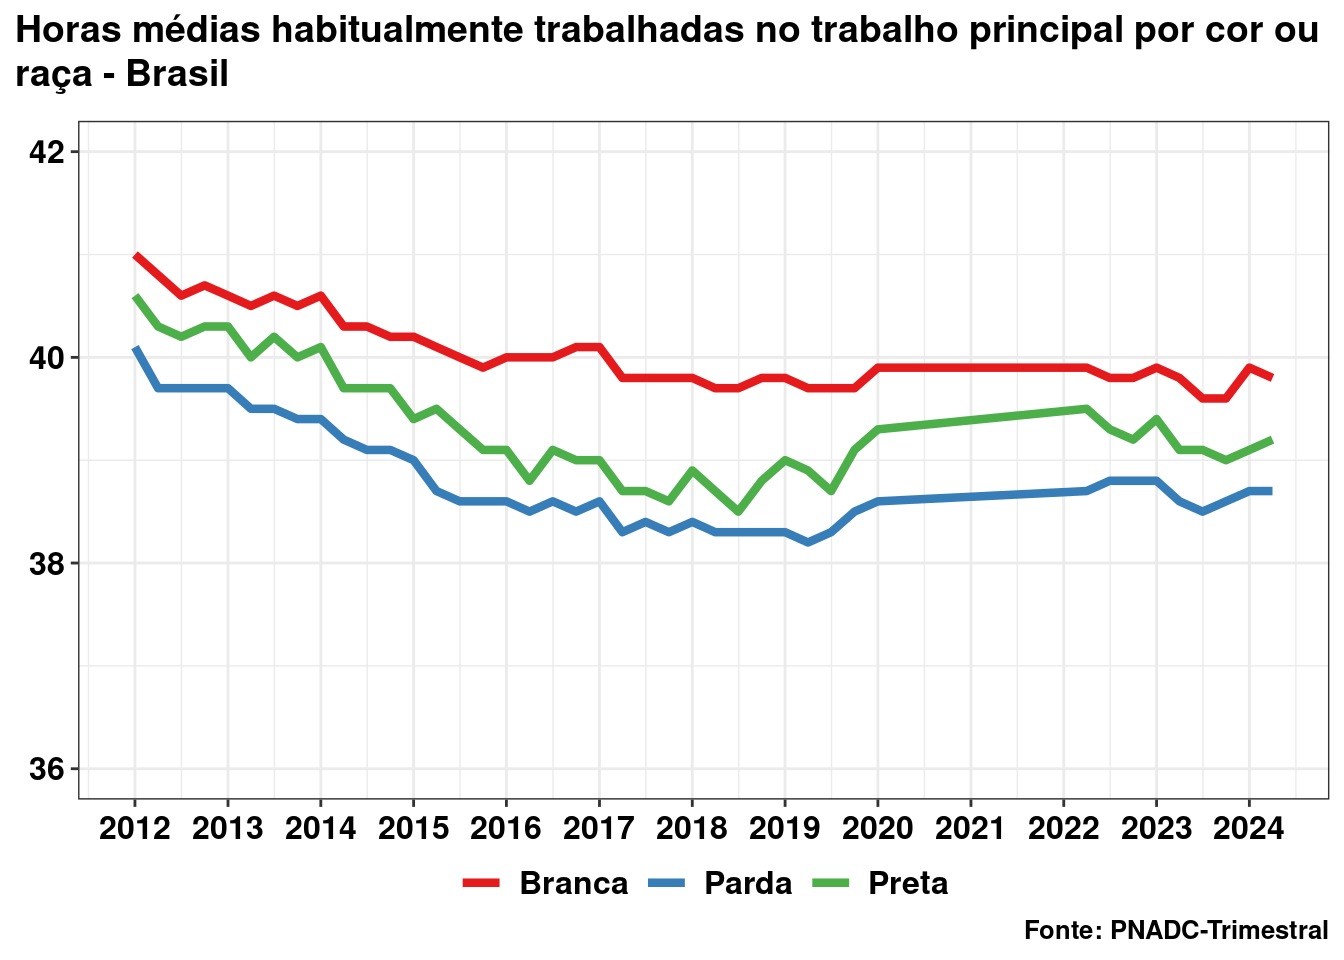 Horas médias habitualmente trabalhadas no trabalho principal por cor ou
raça - Brasil
42
40
38
36
2012 2013 2014 2015 2016 2017 2018 2019 2020 2021 2022 2023 2024
Branca Parda Preta
Fonte: PNADC-Trimestral